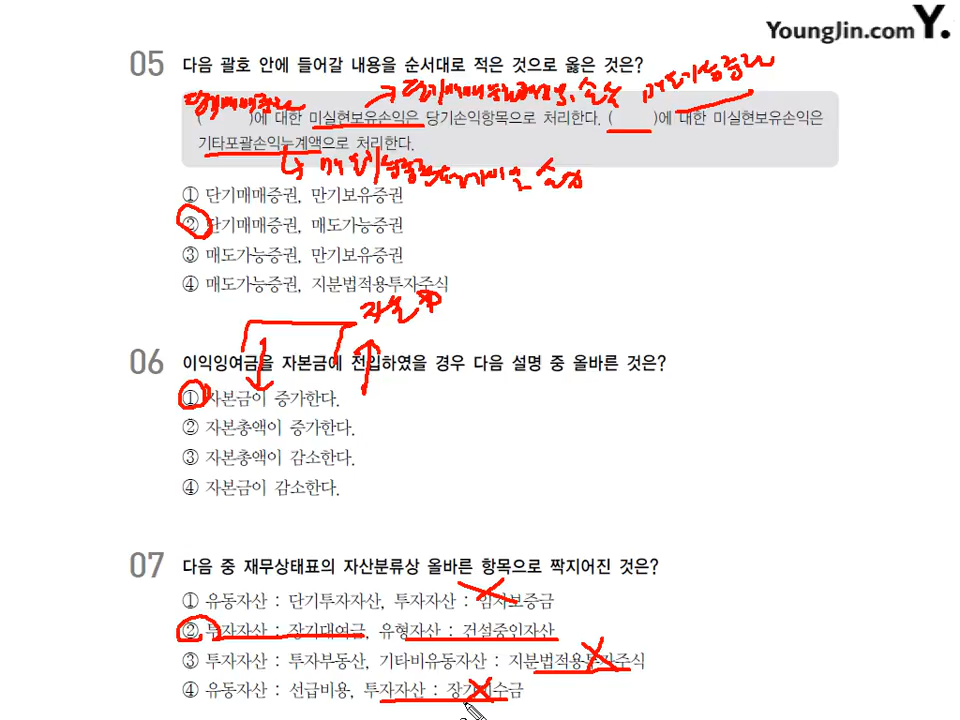 YoungJin.com Y.
05 다음 괄호 안에 들어갈 내용을 순서대로 적은 것으로 옳은 것은?
단기매매증권
( )에 대한 미실현보유손익은 당기손익항목으로 처리한다. ( )에 대한 미실현보유손익은
기타포괄손익누계액으로 처리한다.
① 단기매매증권, 만기보유증권
② 단기매매증권, 매도가능증권
③ 매도가능증권, 만기보유증권
④ 매도가능증권, 지분법적용투자주식
06 이익잉여금을 자본금에 전입하였을 경우 다음 설명 중 올바른 것은?
① 자본금이 증가한다.
② 자본총액이 증가한다.
③ 자본총액이 감소한다.
④ 자본금이 감소한다.
07 다음 중 재무상태표의 자산분류상 올바른 항목으로 짝지어진 것은?
① 유동자산 : 단기투자자산, 투자자산 : 임차보증금
② 투자자산 : 장기대여금, 유형자산 : 건설중인자산
③ 투자자산 : 투자부동산, 기타비유동자산 : 지분법적용투자주식
④ 유동자산 : 선급비용, 투자자산 : 장기미수금